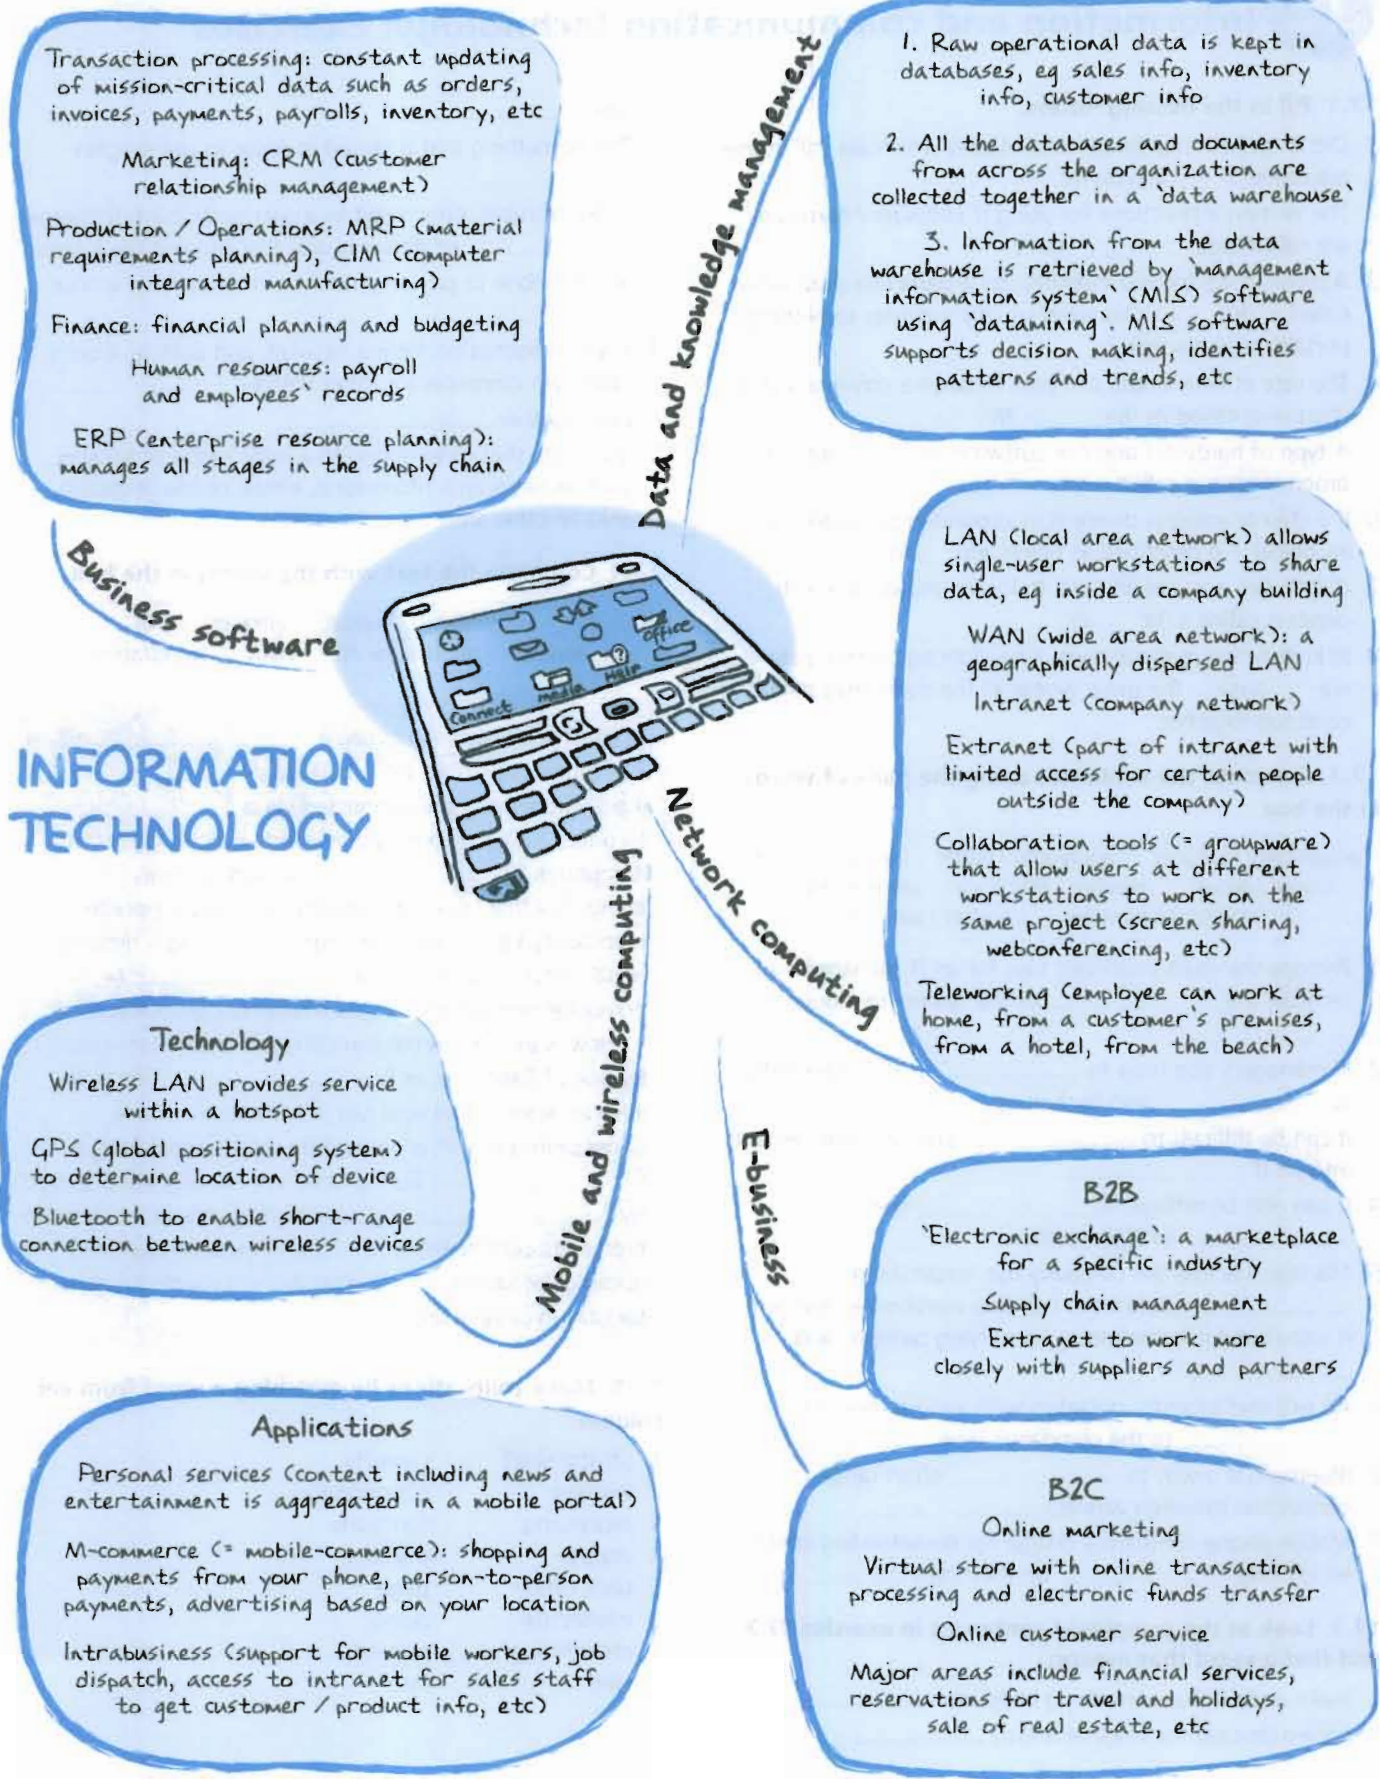 Transaction processing: constant updating
of mission-critical data such as orders,
invoices, payments, payrolls, inventory, etc
Marketing: CRM (customer
relationship management)
Production / Operations: MRP (material
requirements planning), CIM (computer
integrated manufacturing)
Finance: financial planning and budgeting
Human resources: payroll
and employees' records
ERP (enterprise resource planning):
manages all stages in the supply chain
Business software
Data and knowledge management
1. Raw operational data is kept in
databases, eg sales info, inventory
info, customer info
2. All the databases and documents
from across the organization are
collected together in a 'data warehouse'
3. Information from the data
warehouse is retrieved by 'management
information system' (MIS) software
using 'datamining'. MIS software
supports decision making, identifies
patterns and trends, etc
Connect
media
Help
office
INFORMATION
TECHNOLOGY
Network computing
LAN (local area network) allows
single-user workstations to share
data, eg inside a company building
WAN (wide area network): a
geographically dispersed LAN
Intranet (company network)
Extranet (part of intranet with
limited access for certain people
outside the company)
Collaboration tools (= groupware)
that allow users at different
workstations to work on the
same project (screen sharing,
webconferencing, etc)
Teleworking (employee can work at
home, from a customer's premises,
from a hotel, from the beach)
Mobile and wireless computing
Technology
Wireless LAN provides service
within a hotspot
GPS (global positioning system)
to determine location of device
Bluetooth to enable short-range
connection between wireless devices
Applications
Personal services (content including news and
entertainment is aggregated in a mobile portal)
M-commerce (= mobile-commerce): shopping and
payments from your phone, person-to-person
payments, advertising based on your location
Intrabusiness (support for mobile workers, job
dispatch, access to intranet for sales staff
to get customer / product info, etc)
E-business
B2B
'Electronic exchange': a marketplace
for a specific industry
Supply chain management
Extranet to work more
closely with suppliers and partners
B2C
Online marketing
Virtual store with online transaction
processing and electronic funds transfer
Online customer service
Major areas include financial services,
reservations for travel and holidays,
sale of real estate, etc